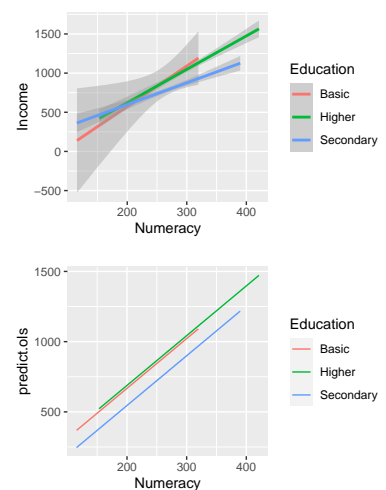 1500
1000
500
0
−500
Income
200 300 400
Numeracy
Education
Basic
Higher
Secondary
1500
1000
500
predict.ols
200 300 400
Numeracy
Education
Basic
Higher
Secondary